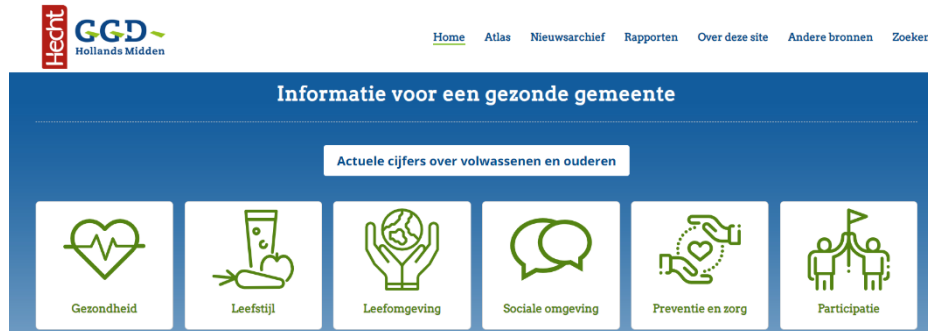 Hecht
GGD
Hollands Midden
Home Atlas Nieuwsarchief Rapporten Over deze site Andere bronnen Zoeken
Informatie voor een gezonde gemeente
Actuele cijfers over volwassenen en ouderen
Gezondheid Leefstijl Leefomgeving Sociale omgeving Preventie en zorg Participatie